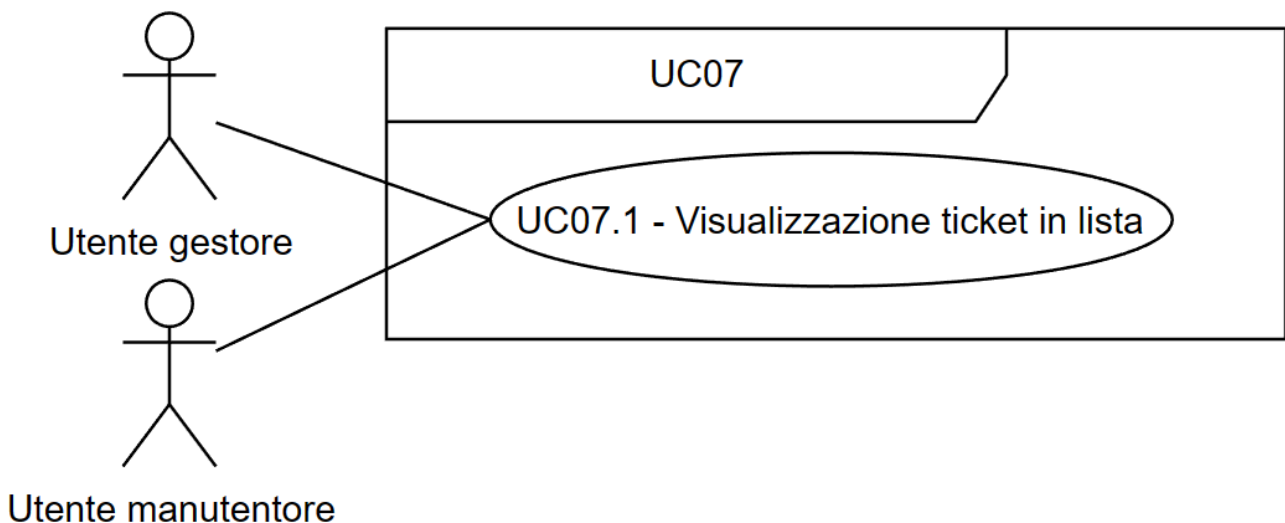 UC07
UC07.1 - Visualizzazione ticket in lista
Utente gestore
Utente manutentore